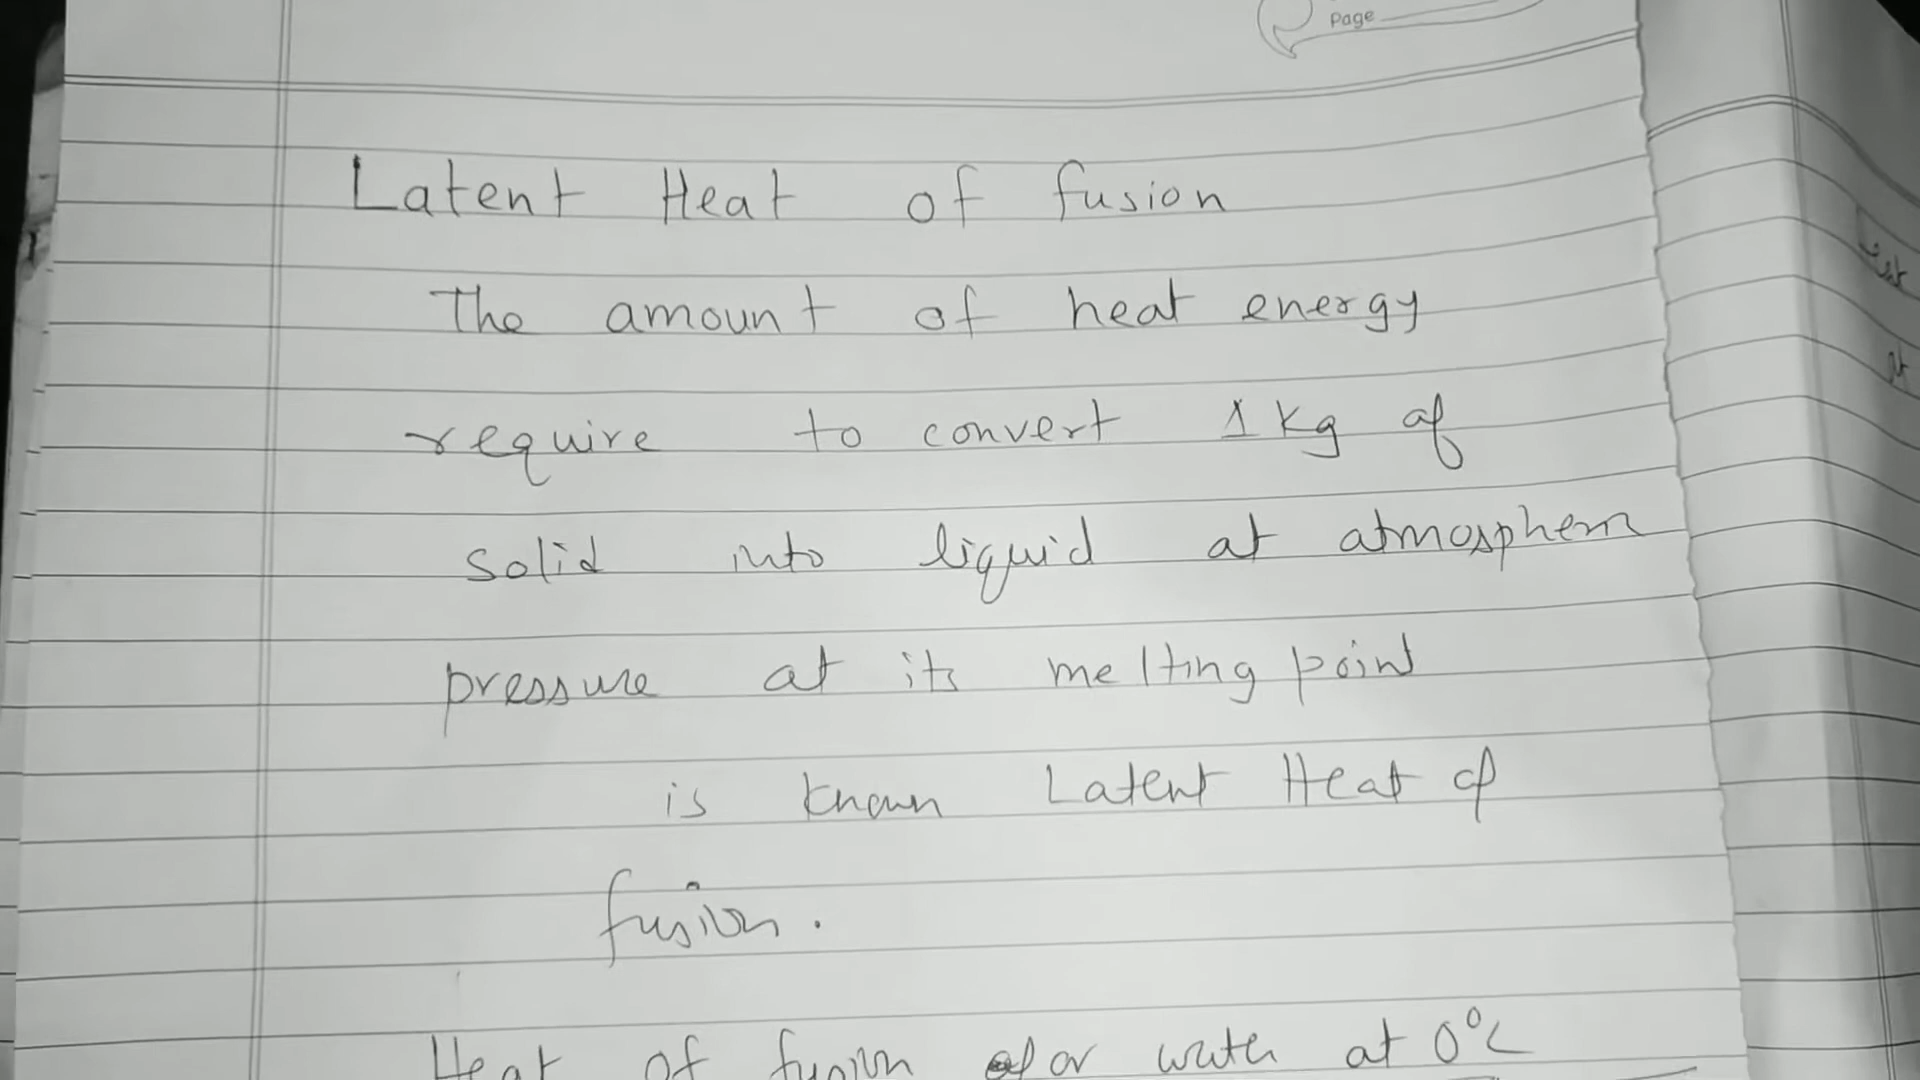 Page
Latent Heat of fusion
The amount of heat energy
require to convert 1 kg of
solid into liquid at
pressure at its melting point
is known Latent Heat of
fusion.
Heat of fusion or water at 0°C